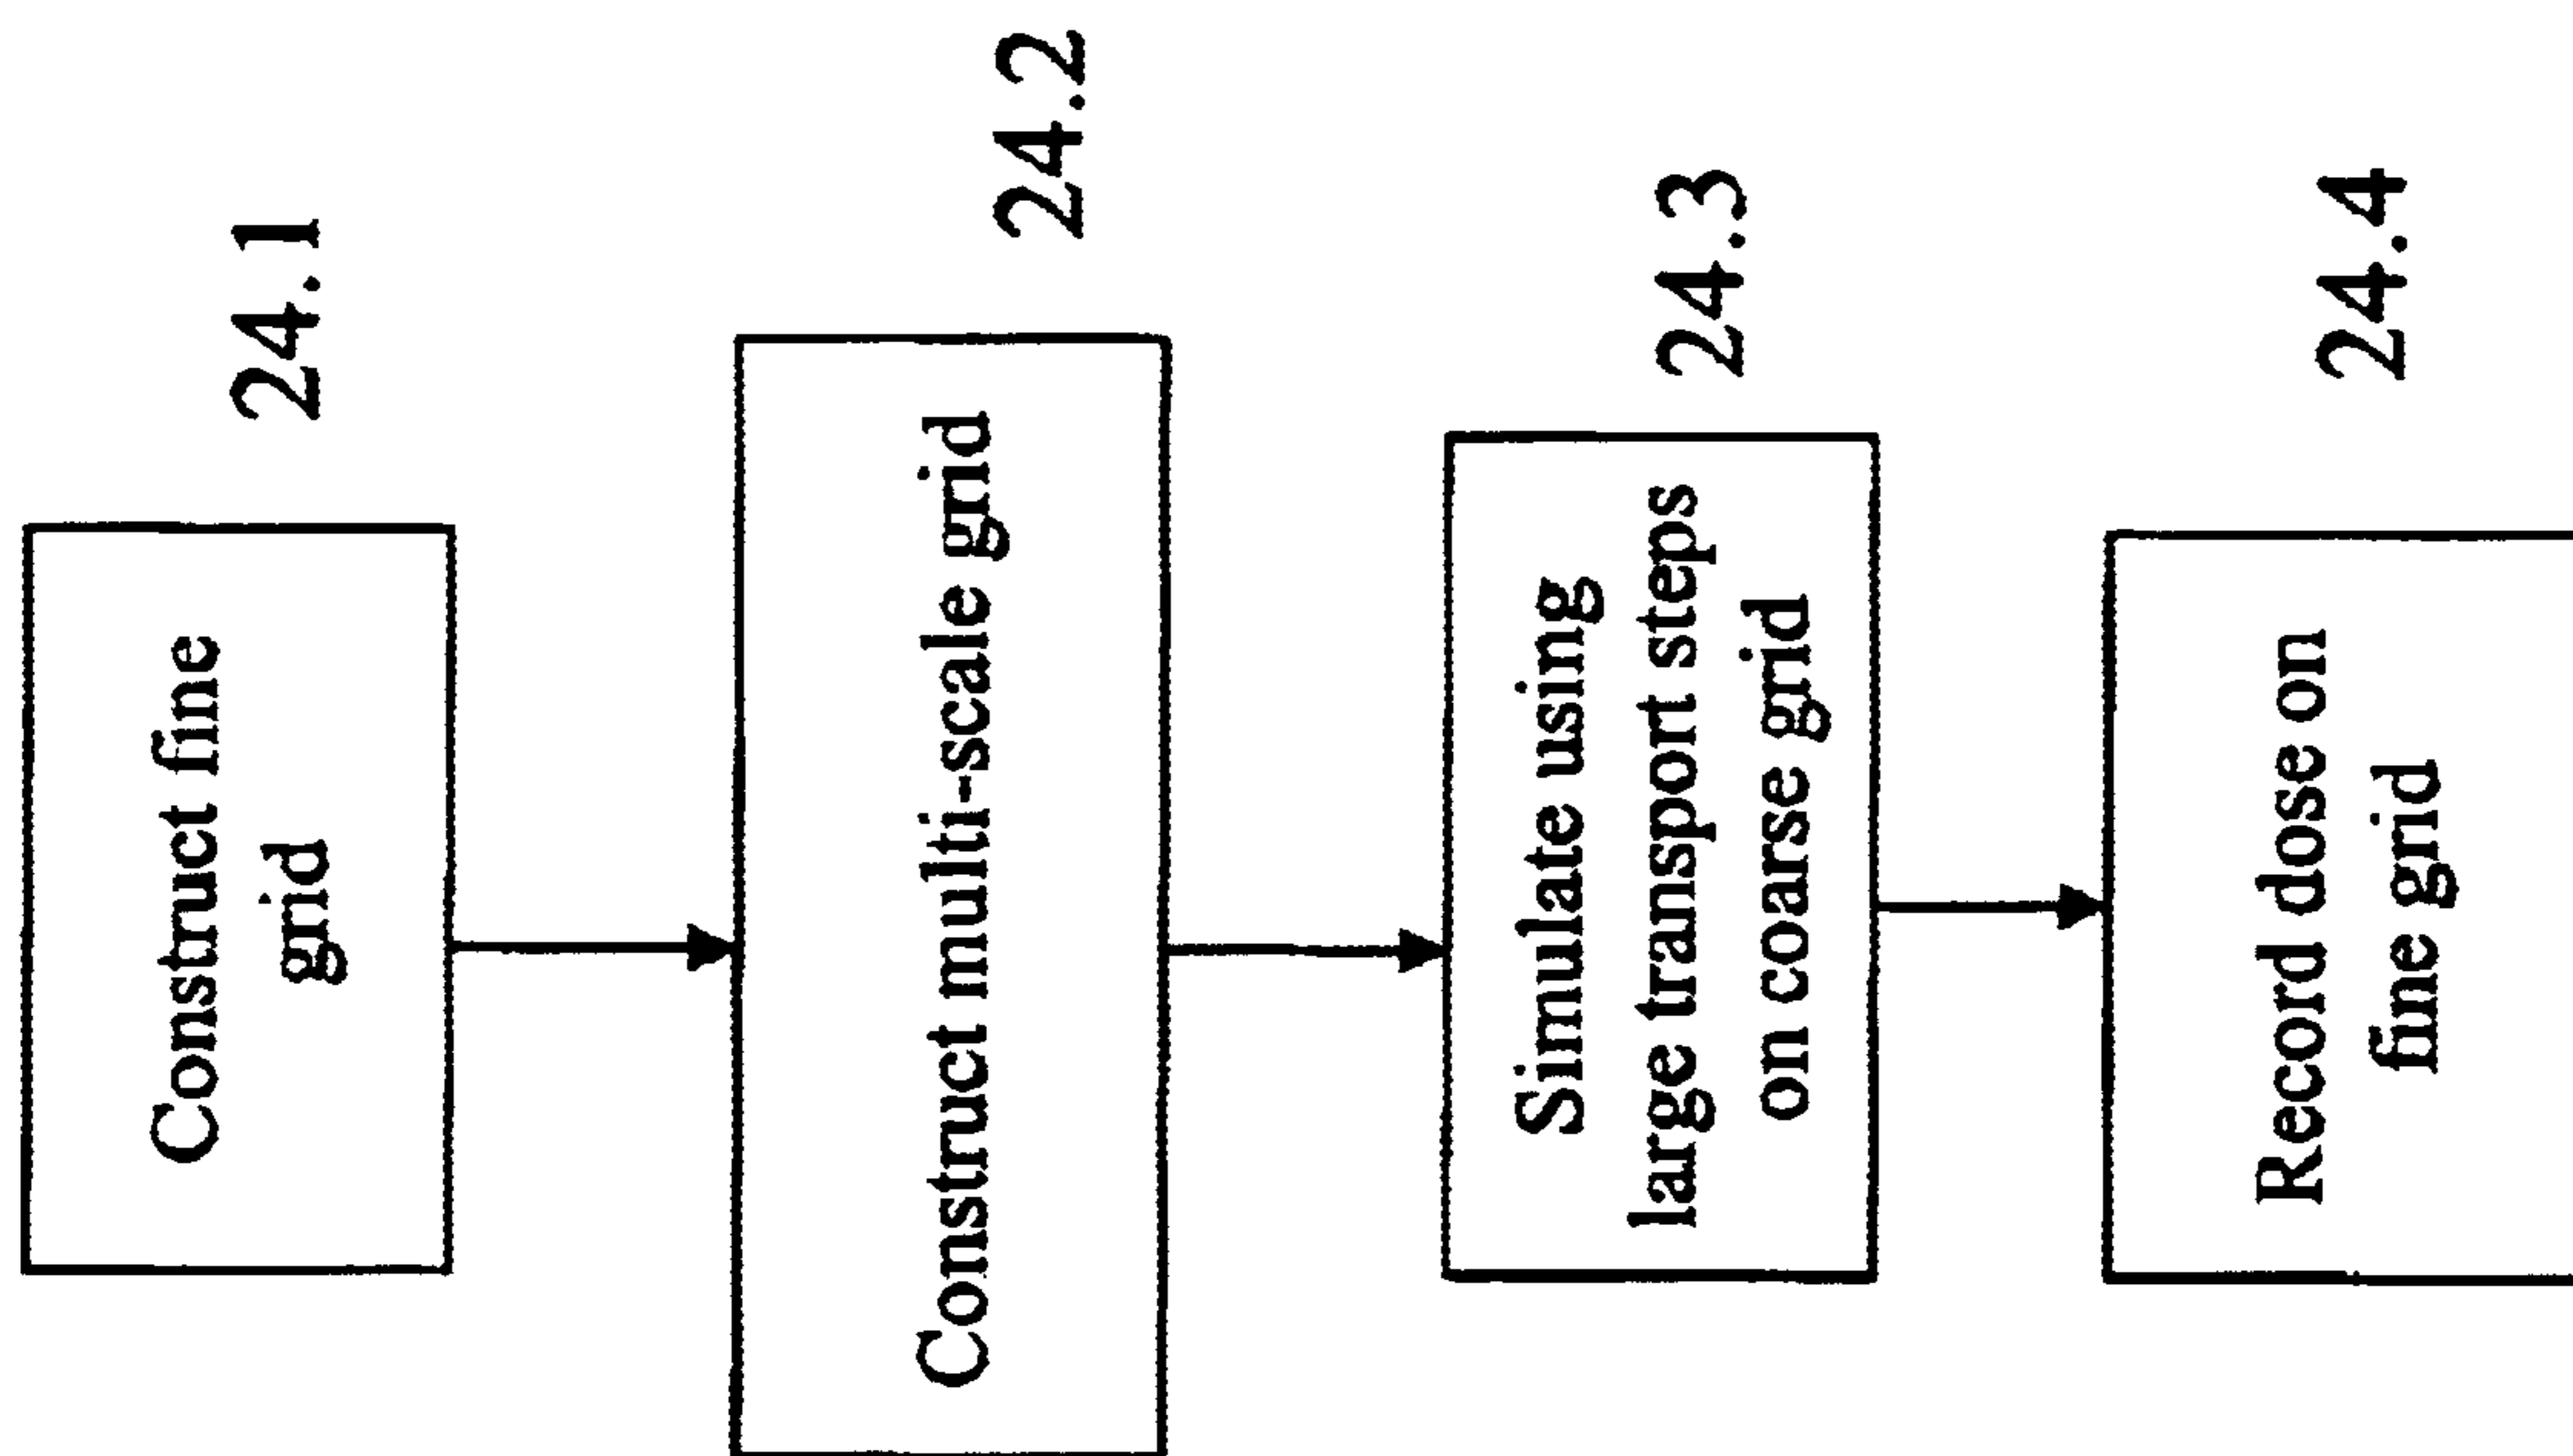 Construct fine
grid
24.1
Construct multi-scale grid
24.2
Simulate using
large transport steps
on coarse grid
24.3
Record dose on
fine grid
24.4